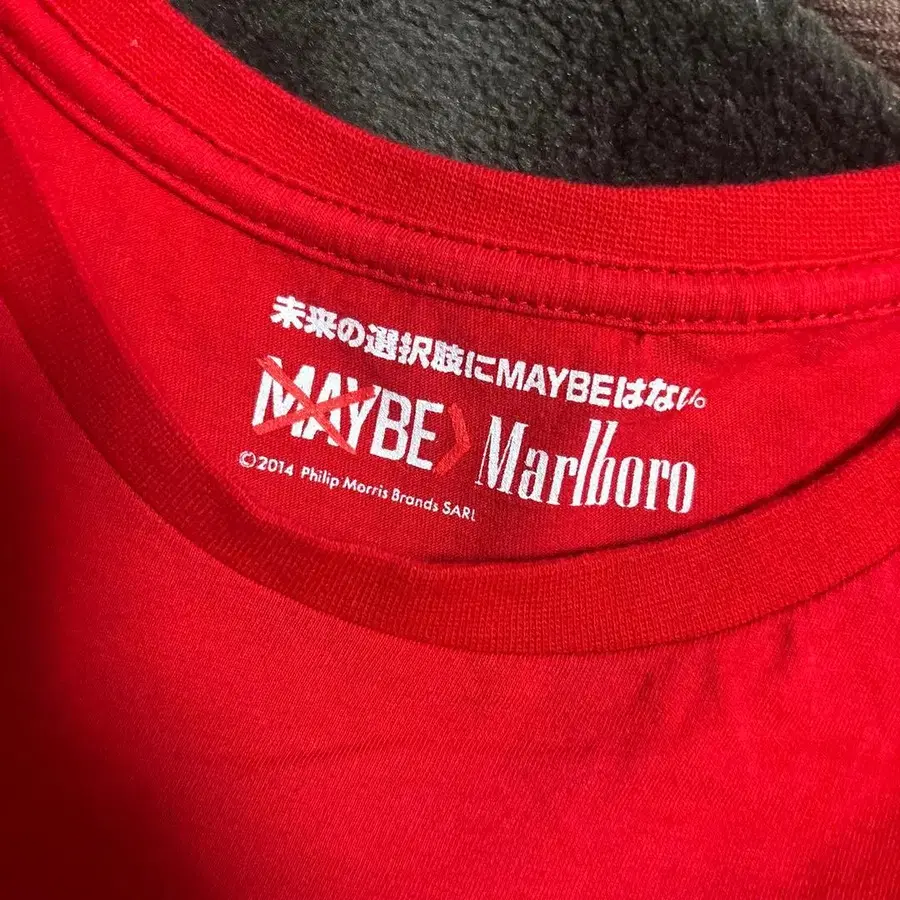 未来の選択肢にMAYBEはない。
MAYBE Marlboro
©2014 Philip Morris Brands SARL